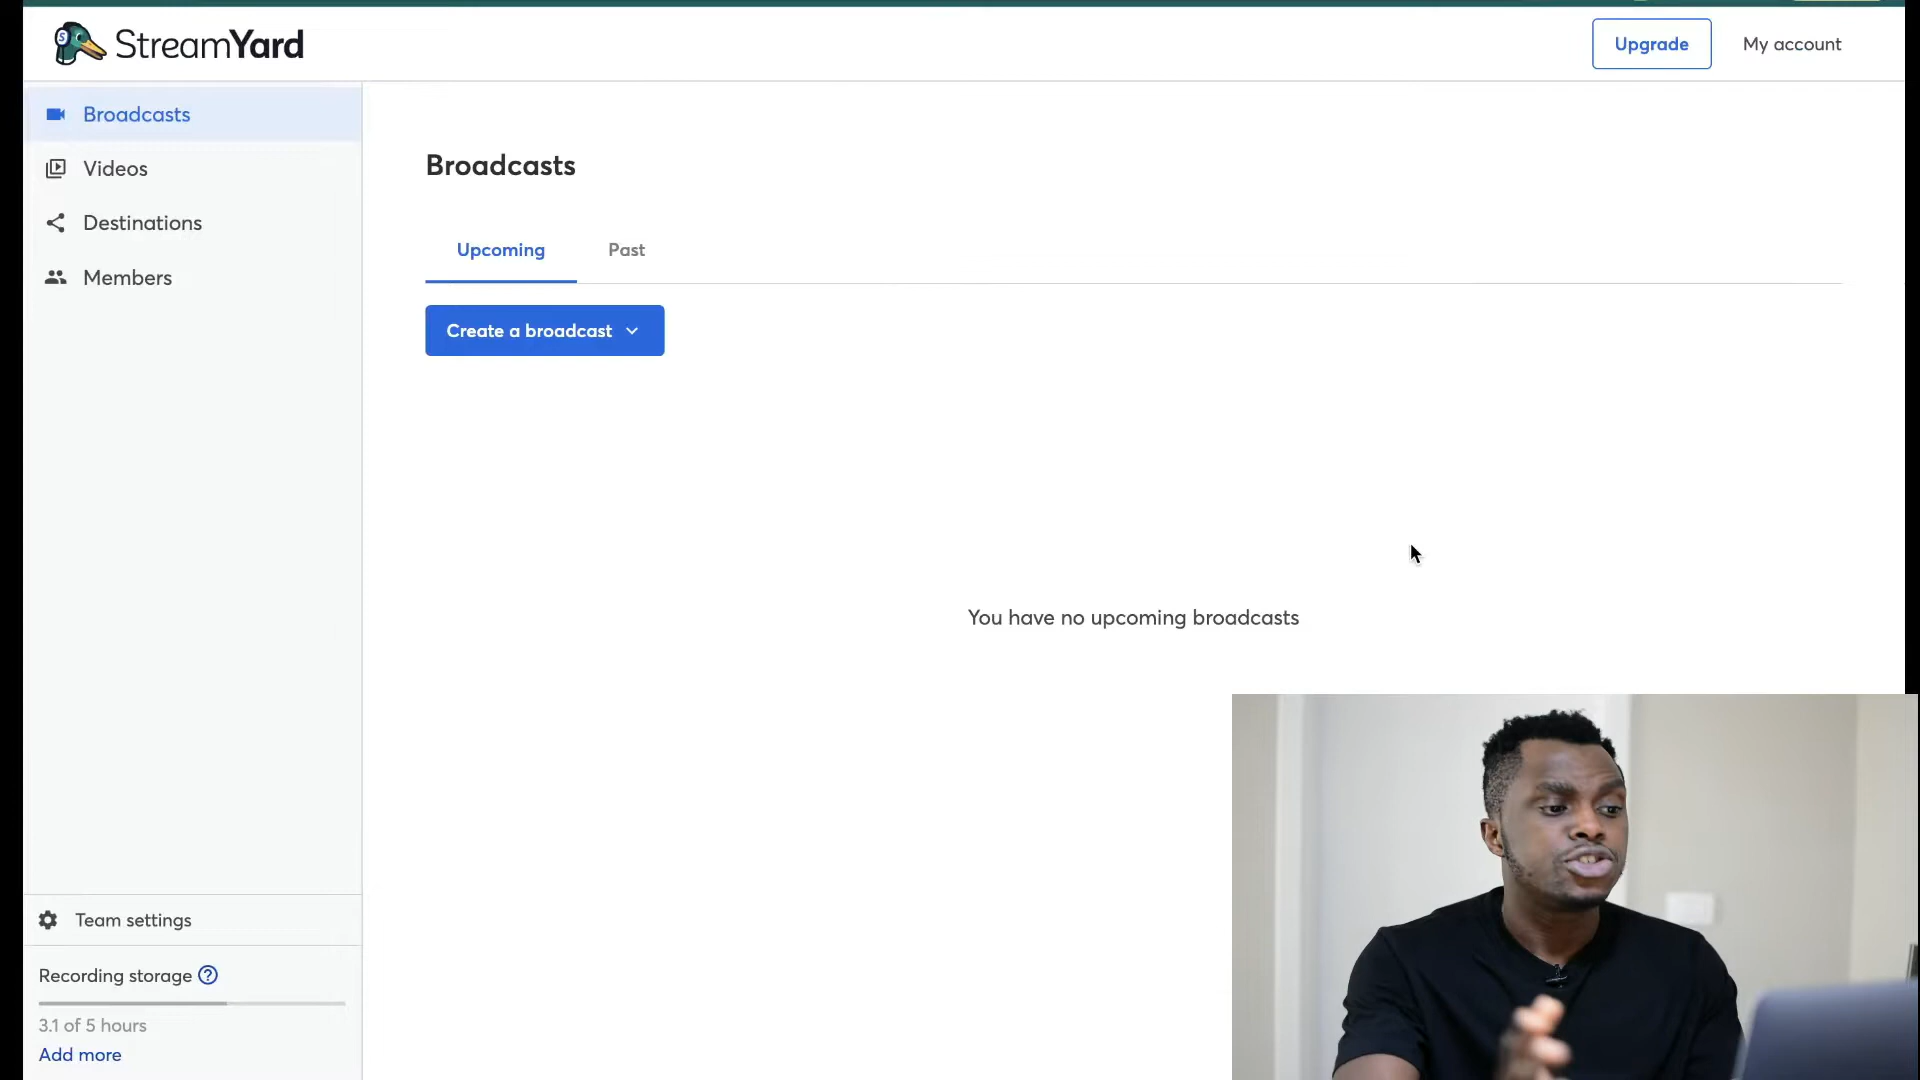 StreamYard
Upgrade
My account
Broadcasts
Videos
Destinations
Members
Broadcasts
Upcoming
Past
Create a broadcast
You have no upcoming broadcasts
Team settings
Recording storage ?
3.1 of 5 hours
Add more